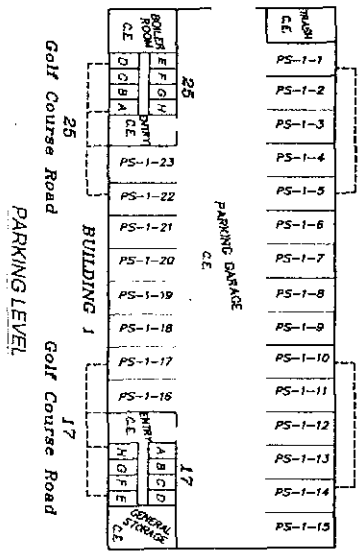 BOILER
ROOM
C.E.
D E
C F
B G
A H
25
ENTRY
C.E.
PS-1-23
PS-1-22
PS-1-21
PS-1-20
PS-1-19
PS-1-18
PS-1-17
PS-1-16
ENTRY
C.E.
17
H A
G B
F C
E D
GENERAL
STORAGE
C.E.
PARKING GARAGE
C.E.
TRASH
C.E.
PS-1-1
PS-1-2
PS-1-3
PS-1-4
PS-1-5
PS-1-6
PS-1-7
PS-1-8
PS-1-9
PS-1-10
PS-1-11
PS-1-12
PS-1-13
PS-1-14
PS-1-15
25
Golf Course Road
BUILDING 1
17
Golf Course Road
PARKING LEVEL